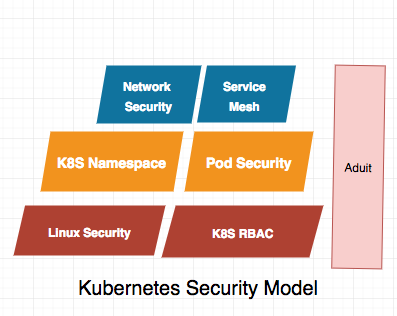 Network
Security
Service
Mesh
K8S Namespace
Pod Security
Aduit
Linux Security
K8S RBAC
Kubernetes Security Model